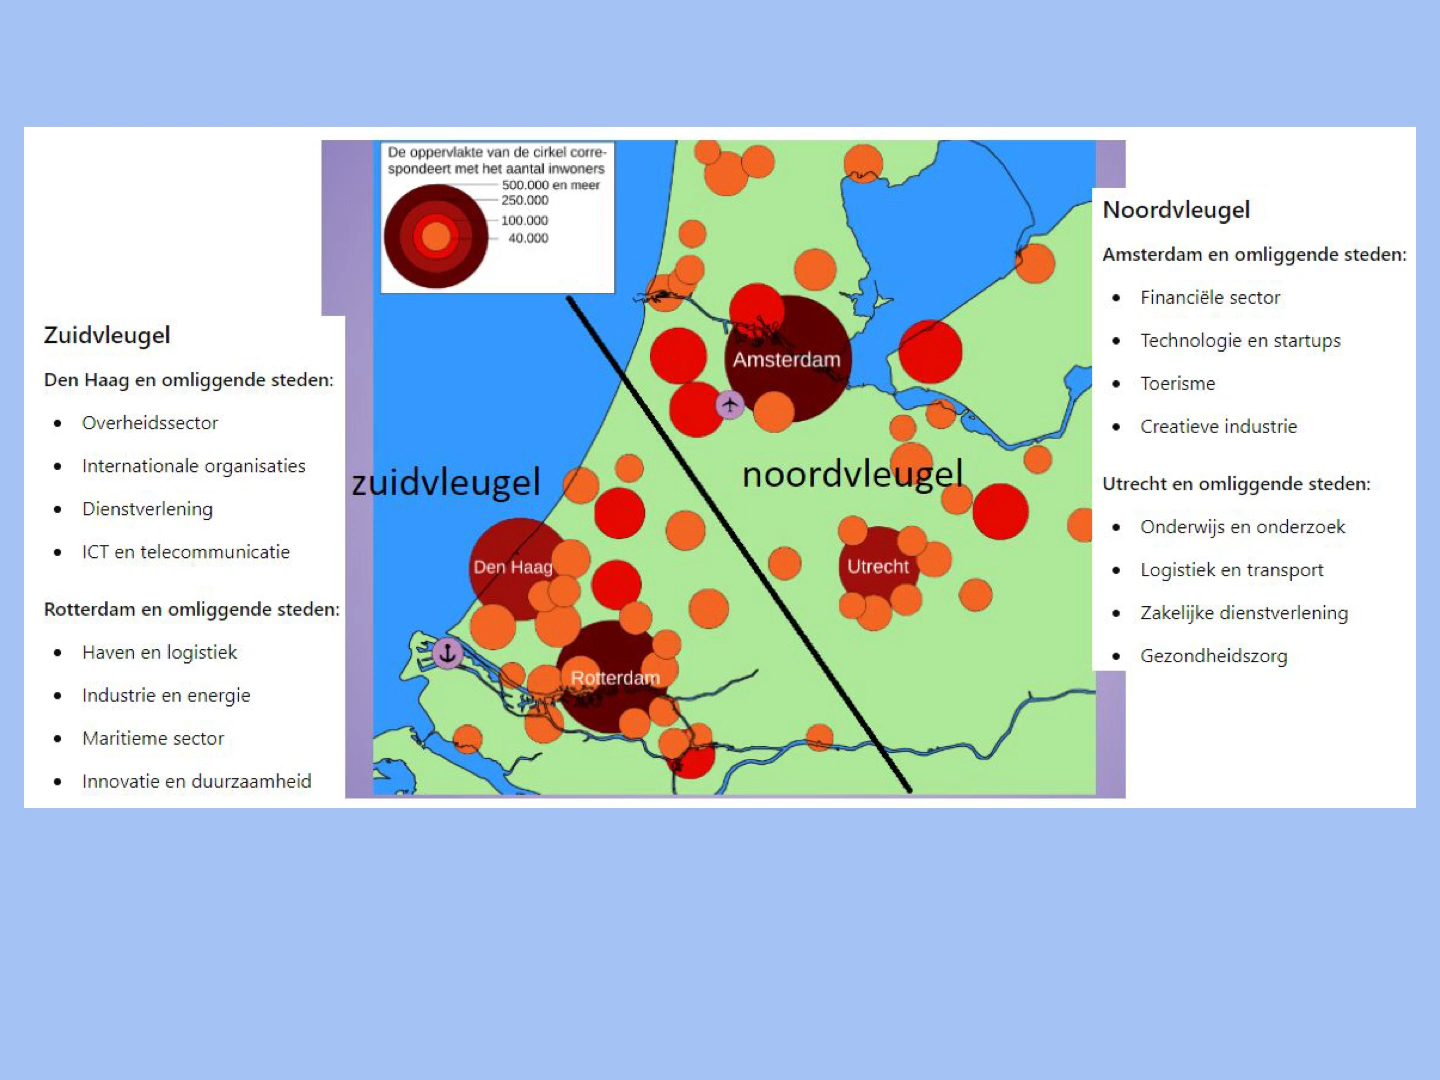 De oppervlakte van de cirkel corre-
spondeert met het aantal inwoners
500.000 en meer
250.000
100.000
40.000
Zuidvleugel
Den Haag en omliggende steden:
• Overheidssector
• Internationale organisaties
• Dienstverlening
• ICT en telecommunicatie
Rotterdam en omliggende steden:
• Haven en logistiek
• Industrie en energie
• Maritieme sector
• Innovatie en duurzaamheid
Amsterdam
zuidvleugel
noordvleugel
Den Haag
Utrecht
Rotterdam
Noordvleugel
Amsterdam en omliggende steden:
• Financiële sector
• Technologie en startups
• Toerisme
• Creatieve industrie
Utrecht en omliggende steden:
• Onderwijs en onderzoek
• Logistiek en transport
• Zakelijke dienstverlening
• Gezondheidszorg